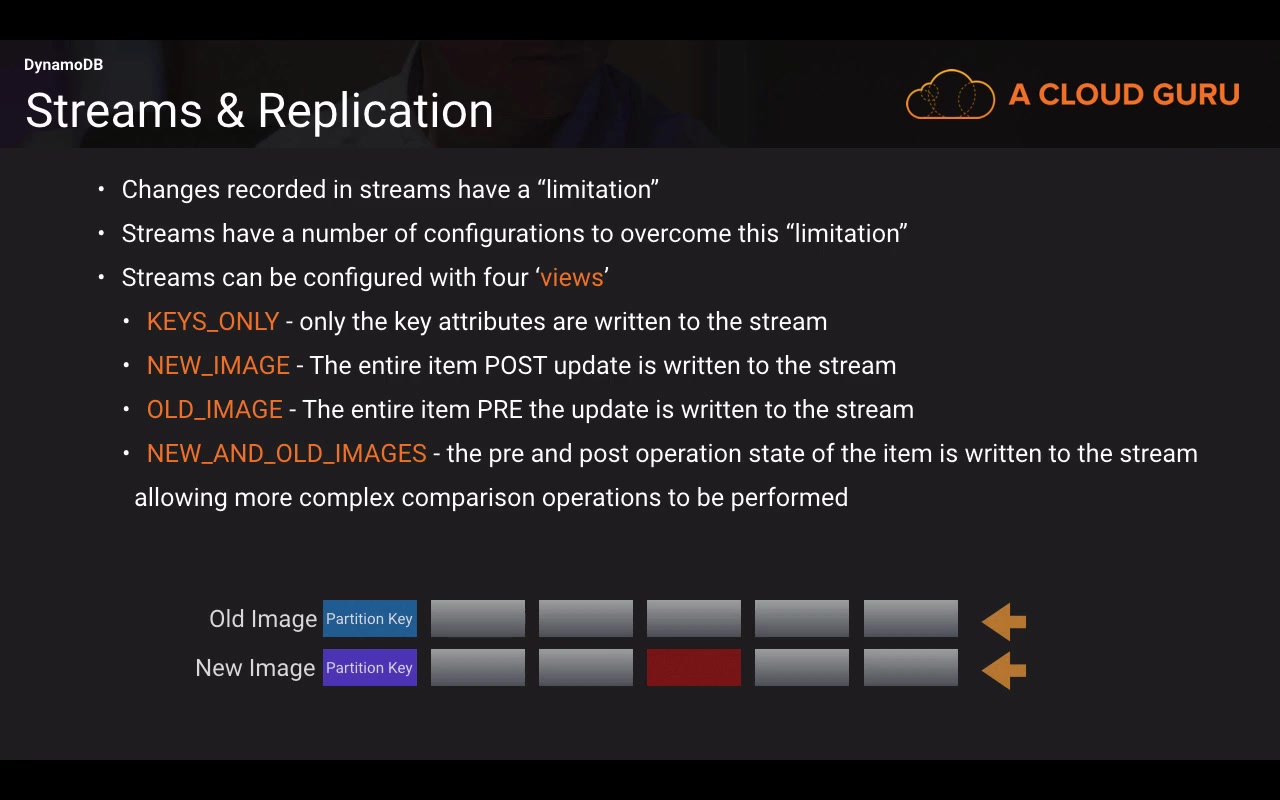 DynamoDB
Streams & Replication
A CLOUD GURU
• Changes recorded in streams have a “limitation”
• Streams have a number of configurations to overcome this “limitation”
• Streams can be configured with four ‘views’
• KEYS_ONLY - only the key attributes are written to the stream
• NEW_IMAGE - The entire item POST update is written to the stream
• OLD_IMAGE - The entire item PRE the update is written to the stream
• NEW_AND_OLD_IMAGES - the pre and post operation state of the item is written to the stream
allowing more complex comparison operations to be performed
Old Image Partition Key
New Image Partition Key